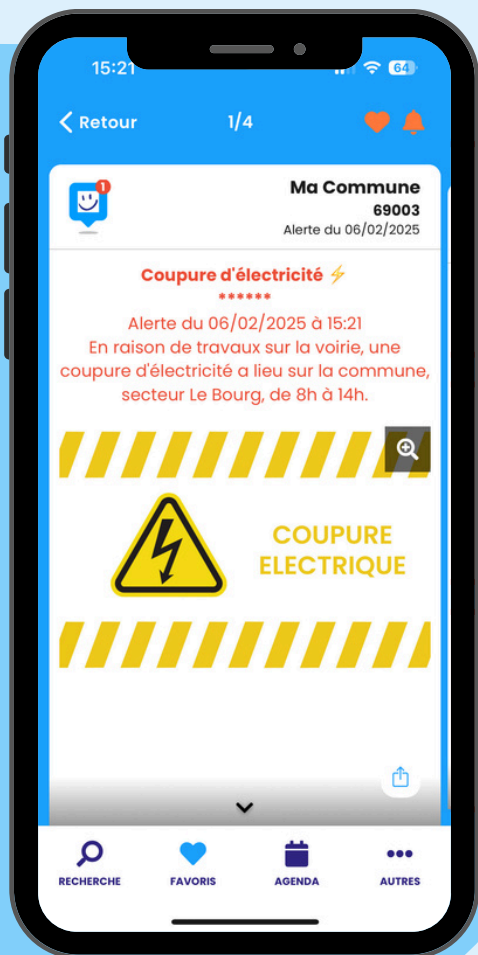 15:21
64
Retour
1/4
1
Ma Commune
69003
Alerte du 06/02/2025
Coupure d'électricité ⚡
******
Alerte du 06/02/2025 à 15:21
En raison de travaux sur la voirie, une
coupure d'électricité a lieu sur la commune,
secteur Le Bourg, de 8h à 14h.
COUPURE
ELECTRIQUE
RECHERCHE
FAVORIS
AGENDA
AUTRES